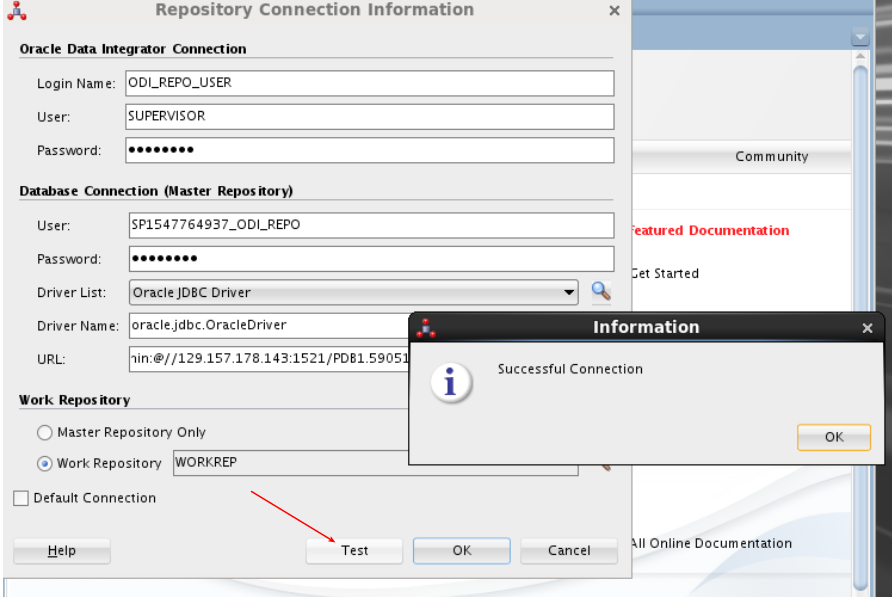 Repository Connection Information
Oracle Data Integrator Connection
Login Name: ODI_REPO_USER
User: SUPERVISOR
Password: ●●●●●●●●
Database Connection (Master Repository)
User: SP1547764937_ODI_REPO
Password: ●●●●●●●●
Driver List: Oracle JDBC Driver
Driver Name: oracle.jdbc.OracleDriver
URL: hin:@//129.157.178.143:1521/PDB1.59051
Work Repository
Master Repository Only
Work Repository WORKREP
Default Connection
Help Test OK Cancel
Community
Featured Documentation
Get Started
Information
Successful Connection
OK
All Online Documentation